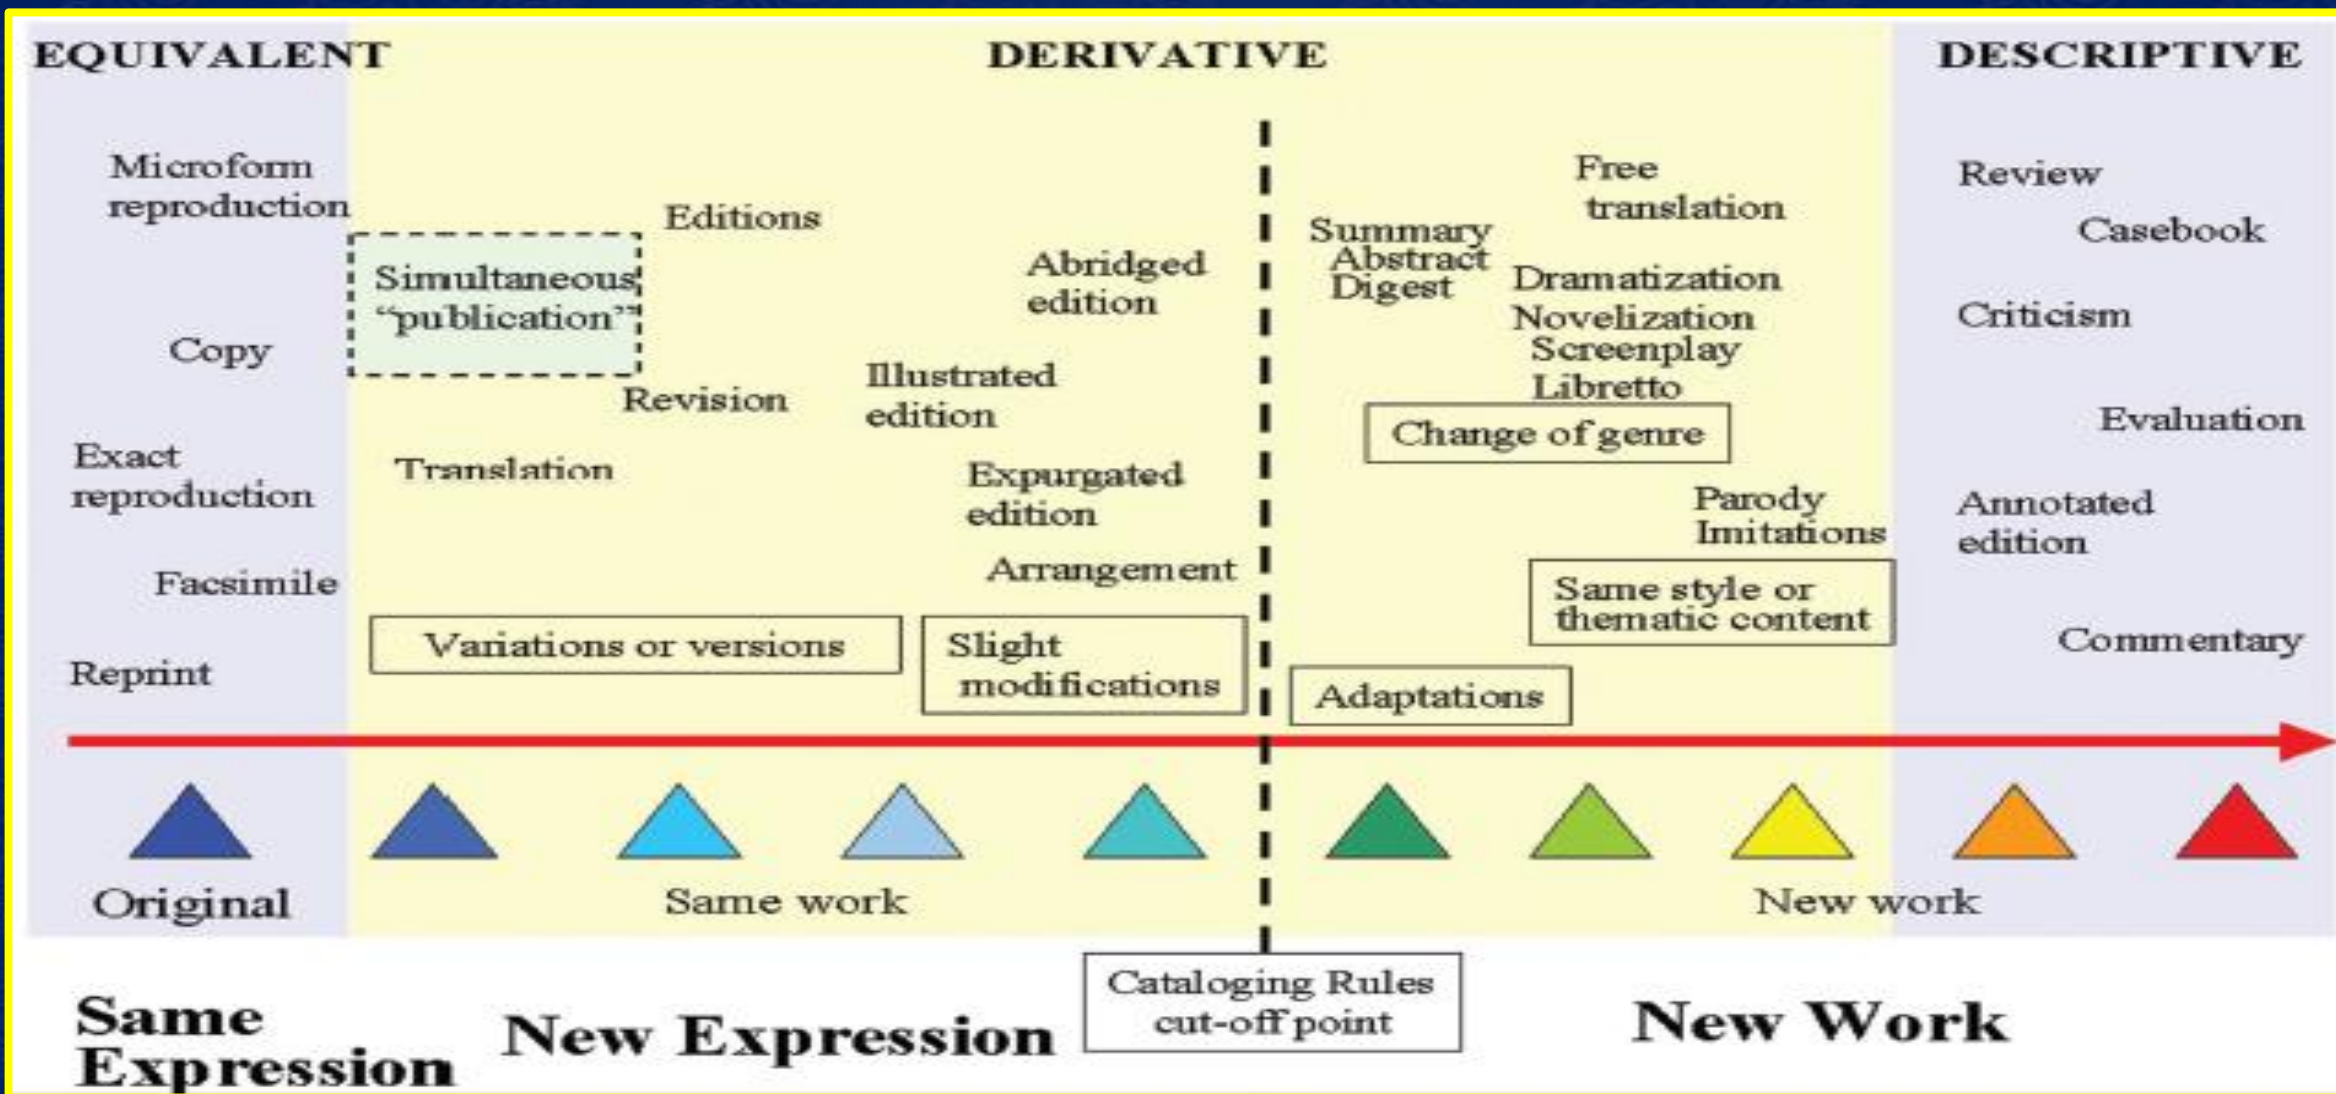 EQUIVALENT
DERIVATIVE
DESCRIPTIVE
Microform
reproduction
Copy
Exact
reproduction
Facsimile
Reprint
Simultaneous
“publication”
Editions
Revision
Translation
Abridged
edition
Illustrated
edition
Expurgated
edition
Arrangement
Variations or versions
Slight
modifications
Free
translation
Summary
Abstract
Digest
Dramatization
Novelization
Screenplay
Libretto
Change of genre
Parody
Imitations
Same style or
thematic content
Adaptations
Review
Casebook
Criticism
Evaluation
Annotated
edition
Commentary
Original
Same work
New work
Same
Expression
New Expression
Cataloging Rules
cut-off point
New Work